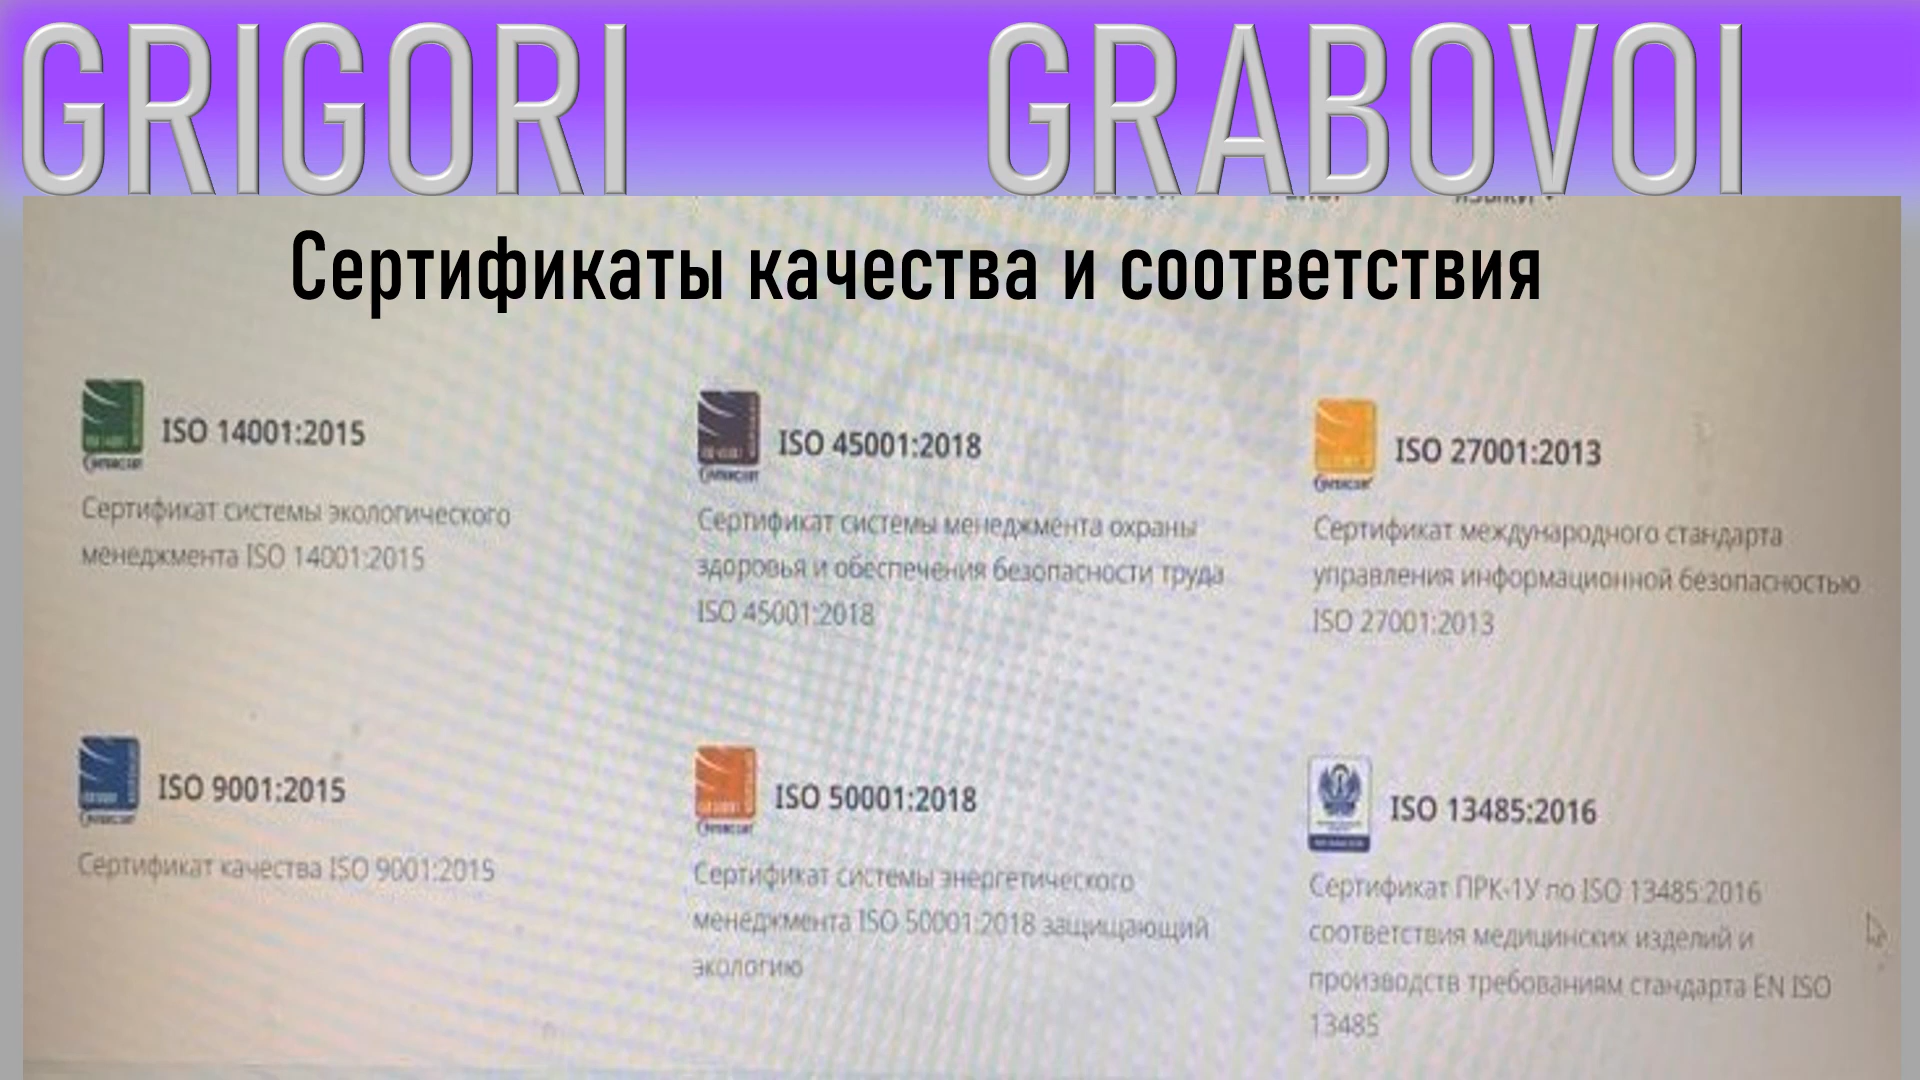 GRIGORI GRABOVOI
Сертификаты качества и соответствия
ISO 14001:2015
Сертификат системы экологического
менеджмента ISO 14001:2015
ISO 45001:2018
Сертификат системы менеджмента охраны
здоровья и обеспечения безопасности труда
ISO 45001:2018
ISO 27001:2013
Сертификат международного стандарта
управления информационной безопасностью
ISO 27001:2013
ISO 9001:2015
Сертификат качества ISO 9001:2015
ISO 50001:2018
Сертификат системы энергетического
менеджмента ISO 50001:2018 защищающий
экологию
ISO 13485:2016
Сертификат ПРК-1У по ISO 13485:2016
соответствия медицинских изделий и
производств требованиям стандарта EN ISO
13485